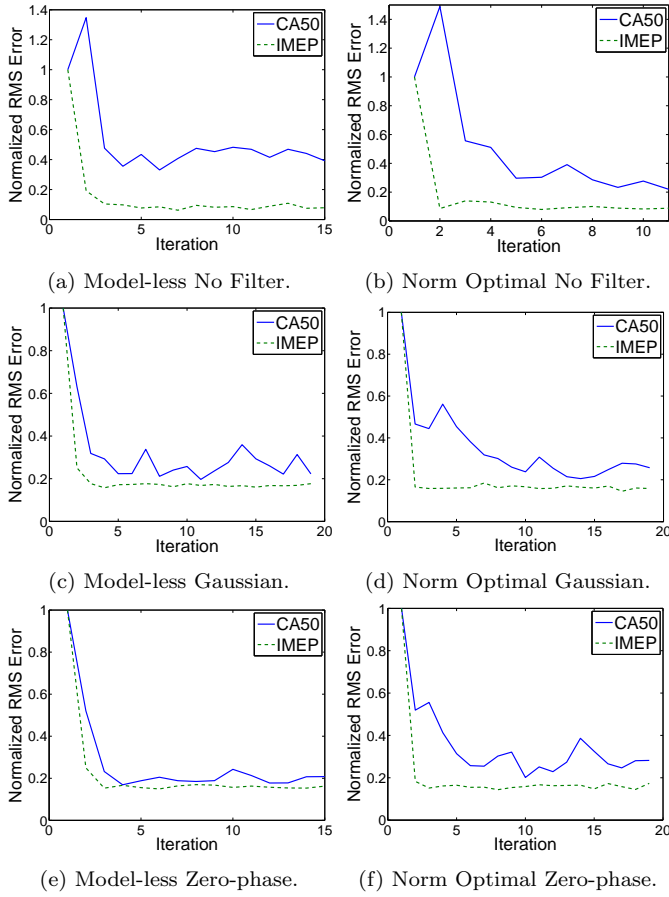 1.4
1.2
1
0.8
0.6
0.4
0.2
0
Normalized RMS Error
CA50
IMEP
0 5 10 15
Iteration
(a) Model-less No Filter.
1.4
1.2
1
0.8
0.6
0.4
0.2
0
Normalized RMS Error
CA50
IMEP
0 2 4 6 8 10
Iteration
(b) Norm Optimal No Filter.
1
0.8
0.6
0.4
0.2
0
Normalized RMS Error
CA50
IMEP
0 5 10 15 20
Iteration
(c) Model-less Gaussian.
1
0.8
0.6
0.4
0.2
0
Normalized RMS Error
CA50
IMEP
0 5 10 15 20
Iteration
(d) Norm Optimal Gaussian.
1
0.8
0.6
0.4
0.2
0
Normalized RMS Error
CA50
IMEP
0 5 10 15
Iteration
(e) Model-less Zero-phase.
1
0.8
0.6
0.4
0.2
0
Normalized RMS Error
CA50
IMEP
0 5 10 15 20
Iteration
(f) Norm Optimal Zero-phase.